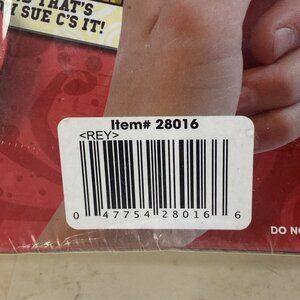 THAT'S
SUE C'S IT!
Item# 28016
<REY>
0 47754 28016 6
DO NO